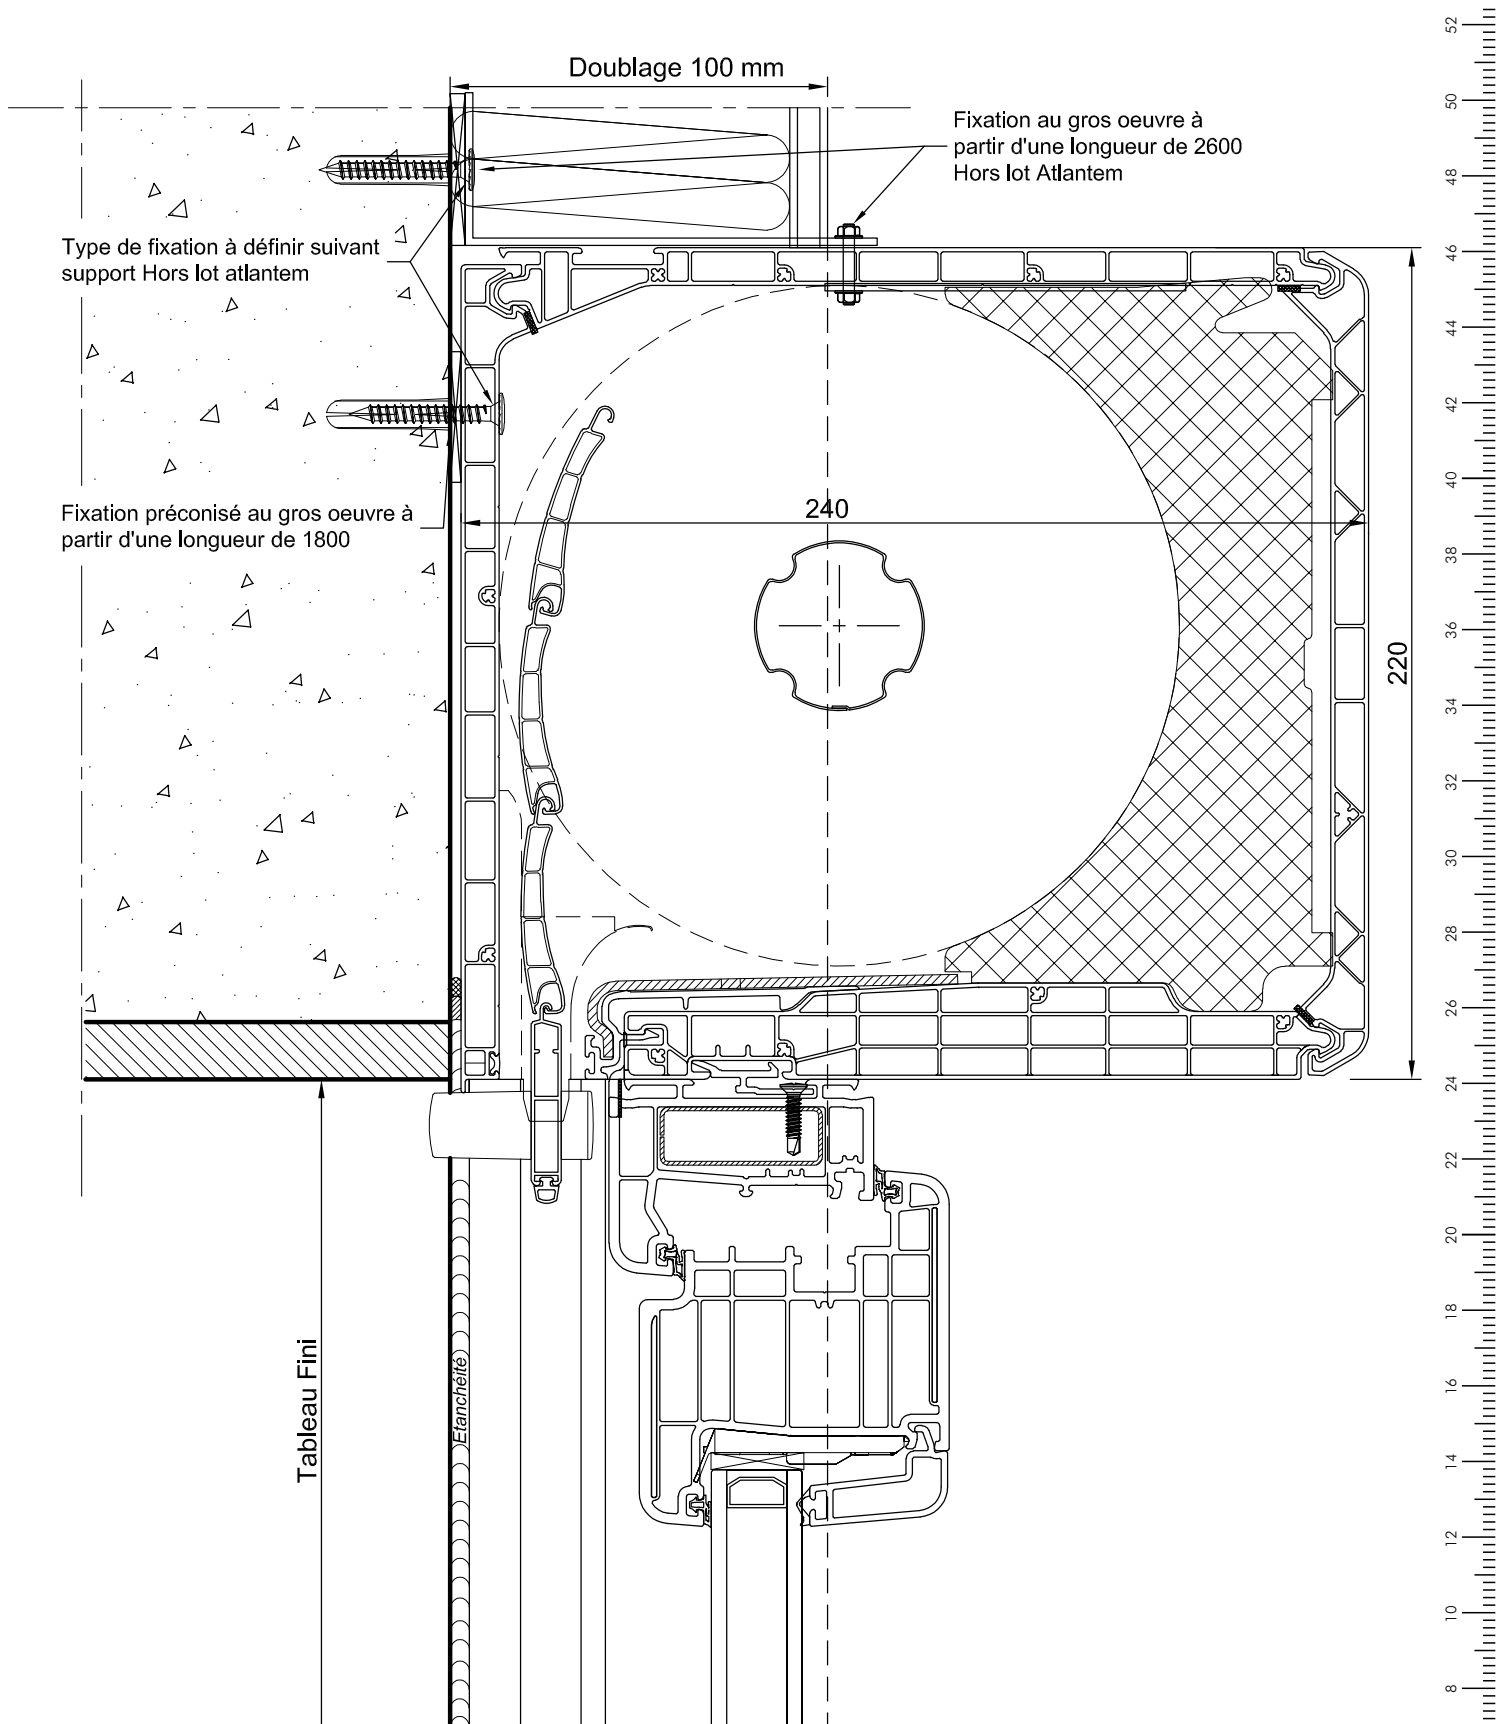 Doublage 100 mm
Fixation au gros oeuvre à
partir d'une longueur de 2600
Hors lot Atlantem
Type de fixation à définir suivant
support Hors lot atlantem
Fixation préconisé au gros oeuvre à
partir d'une longueur de 1800
240
220
Tableau Fini
Etanchéité
52
50
48
46
44
42
40
38
36
34
32
30
28
26
24
22
20
18
16
14
12
10
8